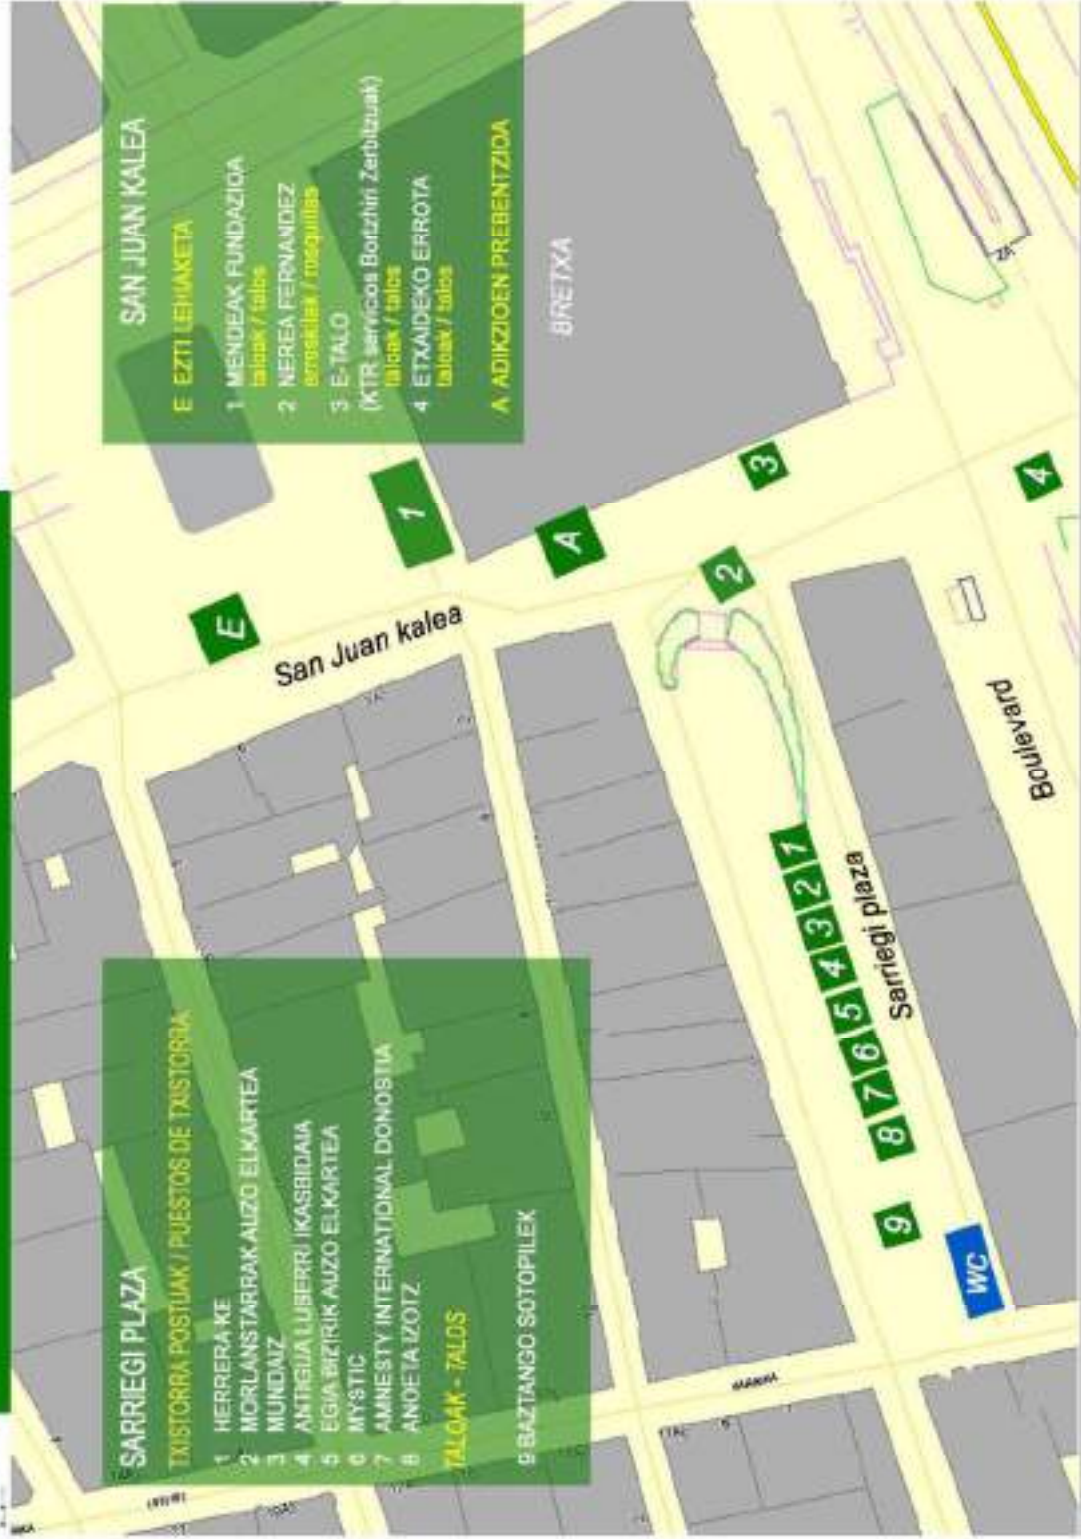 SARRIEGI PLAZA
TXISTORRA POSTUAK / PUESTOS DE TXISTORRA
1 HERRERA KE
2 MORLANSTARRAK AUZO ELKARTEA
3 MUNDAIZ
4 ANTIGUA LUBERRI IKASBIDAIA
5 EGIA BIZIRIK AUZO ELKARTEA
6 MYSTIC
7 AMNESTY INTERNATIONAL DONOSTIA
8 ANOETA IZOTZ
TALOAK - TALOS
9 BAZTANGO SOTOPILEK
SAN JUAN KALEA
E EZTI LEHIAKETA
1 MENDEAK FUNDAZIOA
taloak / talos
2 NEREA FERNANDEZ
erroskilak / rosquillas
3 E-TALO
(KTR servicios Bortzhiri Zerbitzuak)
taloak / talos
4 ETXAIDEKO ERROTA
taloak / talos
A ADIKZIOEN PREBENTZIOA
BRETXA
E
1
San Juan kalea
A
2
3
4
9 8 7 6 5 4 3 2 1
Sarriegi plaza
WC
Boulevard